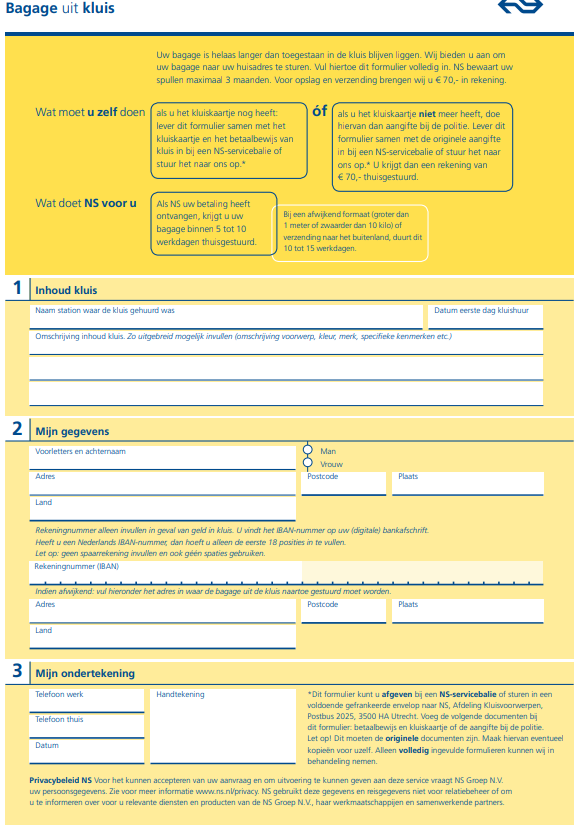 Bagage uit kluis
Uw bagage is helaas langer dan toegestaan in de kluis blijven liggen. Wij bieden u aan om
uw bagage naar uw huisadres te sturen. Vul hiertoe dit formulier volledig in. NS bewaart uw
spullen maximaal 3 maanden. Voor opslag en verzending brengen wij u € 70,- in rekening.
Wat moet u zelf doen
als u het kluiskaartje nog heeft:
lever dit formulier samen met het
kluiskaartje en het betaalbewijs van
kluis in bij een NS-servicebalie of
stuur het naar ons op.*
óf
als u het kluiskaartje niet meer heeft, doe
hiervan dan aangifte bij de politie. Lever dit
formulier samen met de originele aangifte
in bij een NS-servicebalie of stuur het naar
ons op.* U krijgt dan een rekening van
€ 70,- thuisgestuurd.
Wat doet NS voor u
Als NS uw betaling heeft
ontvangen, krijgt u uw
bagage binnen 5 tot 10
werkdagen thuisgestuurd.
Bij een afwijkend formaat (groter dan
1 meter of zwaarder dan 10 kilo) of
verzending naar het buitenland, duurt dit
10 tot 15 werkdagen.
1 Inhoud kluis
Naam station waar de kluis gehuurd was Datum eerste dag kluishuur
Omschrijving inhoud kluis. Zo uitgebreid mogelijk invullen (omschrijving voorwerp, kleur, merk, specifieke kenmerken etc.)
2 Mijn gegevens
Voorletters en achternaam Man
Vrouw
Adres Postcode Plaats
Land
Rekeningnummer alleen invullen in geval van geld in kluis. U vindt het IBAN-nummer op uw (digitale) bankafschrift.
Heeft u een Nederlands IBAN-nummer, dan hoeft u alleen de eerste 18 posities in te vullen.
Let op: geen spaarrekening invullen en ook géén spaties gebruiken.
Rekeningnummer (IBAN)
Indien afwijkend: vul hieronder het adres in waar de bagage uit de kluis naartoe gestuurd moet worden.
Adres Postcode Plaats
Land
3 Mijn ondertekening
Telefoon werk Handtekening
Telefoon thuis
Datum
*Dit formulier kunt u afgeven bij een NS-servicebalie of sturen in een
voldoende gefrankeerde envelop naar NS, Afdeling Kluisvoorwerpen,
Postbus 2025, 3500 HA Utrecht. Voeg de volgende documenten bij
dit formulier: betaalbewijs en kluiskaartje of de aangifte bij de politie.
Let op! Dit moeten de originele documenten zijn. Maak hiervan eventueel
kopieën voor uzelf. Alleen volledig ingevulde formulieren kunnen wij in
behandeling nemen.
Privacybeleid NS Voor het kunnen accepteren van uw aanvraag en om uitvoering te kunnen geven aan deze service vraagt NS Groep N.V.
uw persoonsgegevens. Zie voor meer informatie www.ns.nl/privacy. NS gebruikt deze gegevens en reisgegevens niet voor relatiebeheer of om
u te informeren over voor u relevante diensten en producten van de NS Groep N.V., haar werkmaatschappijen en samenwerkende partners.